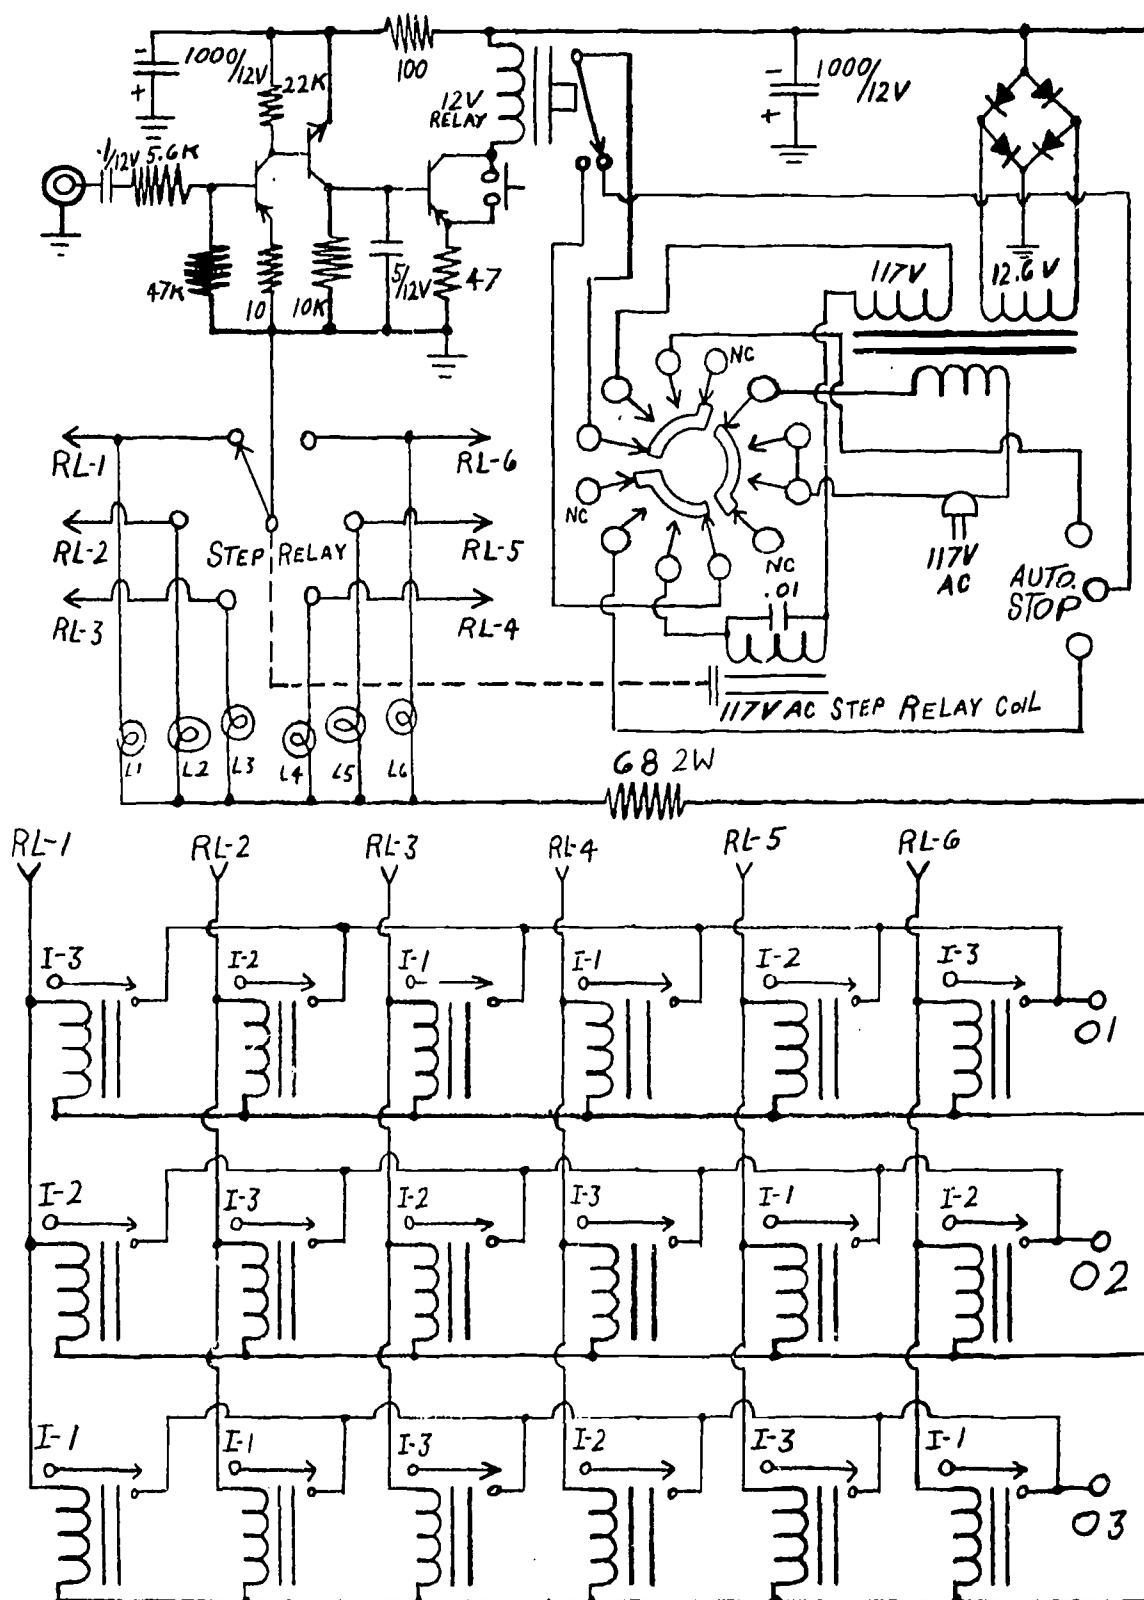 1000/12V
22K
100
12V
RELAY
1000/12V
.1/12V
5.6K
47K
10
10K
5/12V
47
117V
12.6V
NC
RL-1
RL-6
RL-2
STEP RELAY
RL-5
NC
NC
117V
AC
AUTO.
STOP
RL-3
RL-4
.01
117V AC STEP RELAY COIL
L1
L2
L3
L4
L5
L6
68 2W
RL-1
RL-2
RL-3
RL-4
RL-5
RL-6
I-3
I-2
I-1
I-1
I-2
I-3
O1
I-2
I-3
I-2
I-3
I-1
I-2
O2
I-1
I-1
I-3
I-2
I-3
I-1
O3